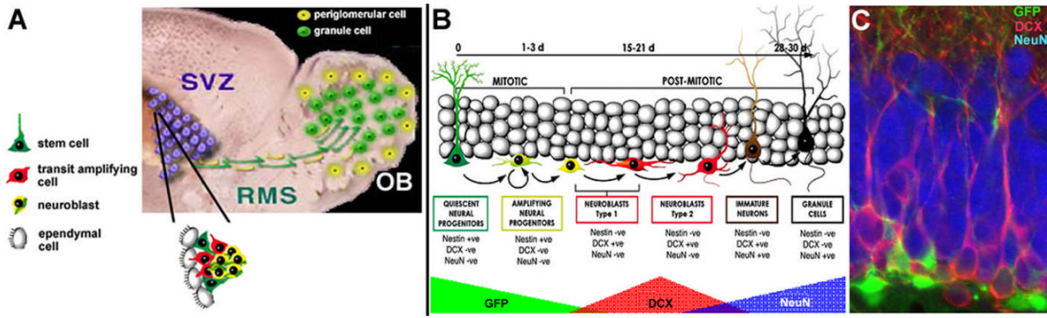 A
periglomerular cell
granule cell
SVZ
RMS
OB
stem cell
transit amplifying
cell
neuroblast
ependymal
cell
B
0
1-3 d
15-21 d
28-30 d
MITOTIC
POST-MITOTIC
QUIESCENT
NEURAL
PROGENITORS
Nestin +ve
DCX -ve
NeuN -ve
AMPLIFYING
NEURAL
PROGENITORS
Nestin +ve
DCX -ve
NeuN -ve
NEUROBLASTS
Type 1
Nestin -ve
DCX +ve
NeuN -ve
NEUROBLASTS
Type 2
Nestin -ve
DCX +ve
NeuN -ve
IMMATURE
NEURONS
Nestin -ve
DCX +ve
NeuN +ve
GRANULE
CELLS
Nestin -ve
DCX -ve
NeuN +ve
GFP
DCX
NeuN
C
GFP
DCX
NeuN